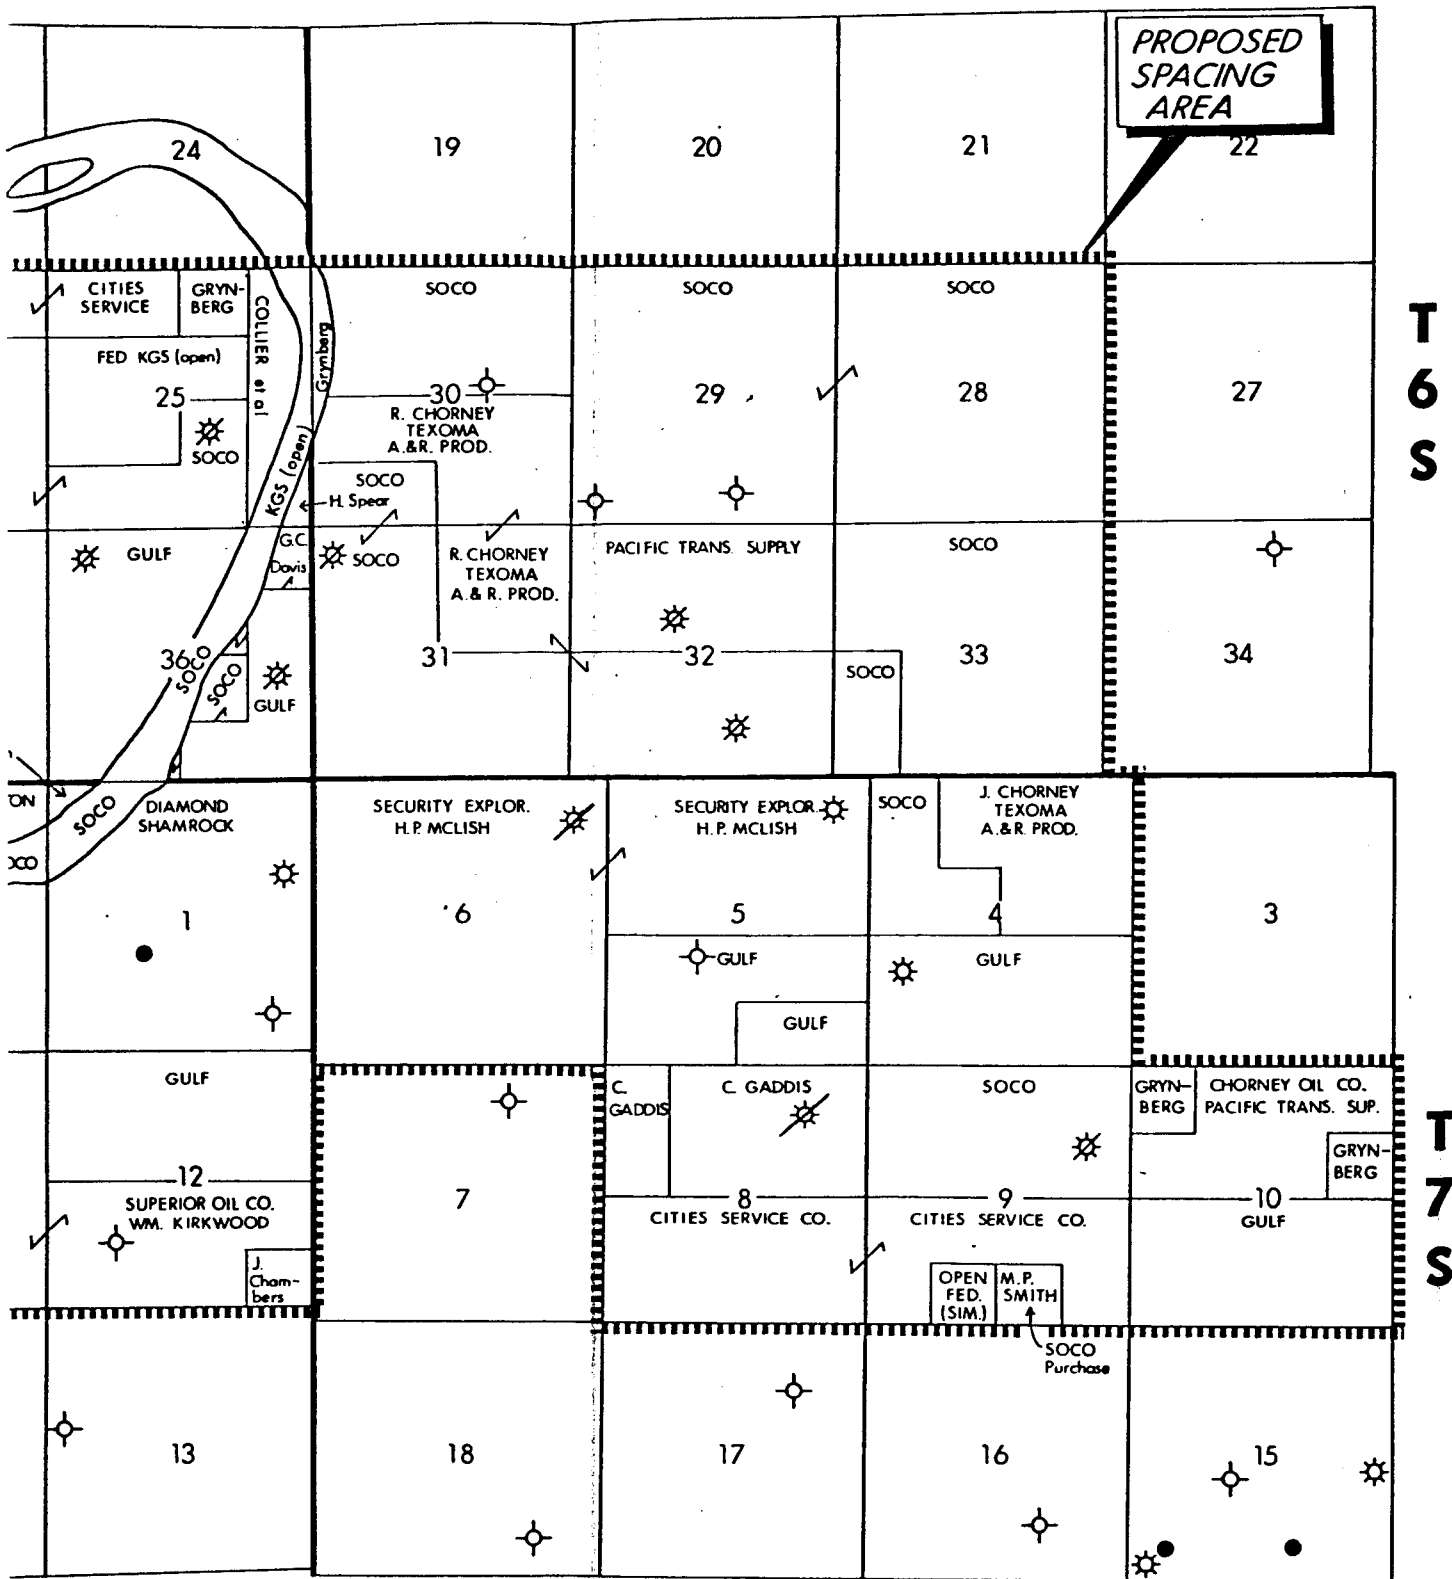 PROPOSED
SPACING
AREA
24
19
20
21
22
T
6
S
CITIES
SERVICE
GRYN-
BERG
COLLIER et al
Grynberg
SOCO
SOCO
SOCO
FED KGS (open)
25
SOCO
KGS (open)
30
R. CHORNEY
TEXOMA
A.&R. PROD.
29
28
27
SOCO
H. Spear
GULF
G.C.
Davis
SOCO
R. CHORNEY
TEXOMA
A.& R. PROD.
PACIFIC TRANS. SUPPLY
SOCO
36
SOCO
SOCO
GULF
31
32
SOCO
33
34
ON
SOCO
DIAMOND
SHAMROCK
SECURITY EXPLOR.
H.P. MCLISH
SECURITY EXPLOR.
H.P. MCLISH
SOCO
J. CHORNEY
TEXOMA
A.&R. PROD.
OCO
1
6
5
4
3
GULF
GULF
GULF
T
7
S
GULF
C.
GADDIS
C. GADDIS
SOCO
GRYN-
BERG
CHORNEY OIL CO.
PACIFIC TRANS. SUP.
GRYN-
BERG
12
SUPERIOR OIL CO.
WM. KIRKWOOD
7
8
CITIES SERVICE CO.
9
CITIES SERVICE CO.
10
GULF
J.
Cham-
bers
OPEN
FED.
(SIM.)
M.P.
SMITH
SOCO
Purchase
13
18
17
16
15